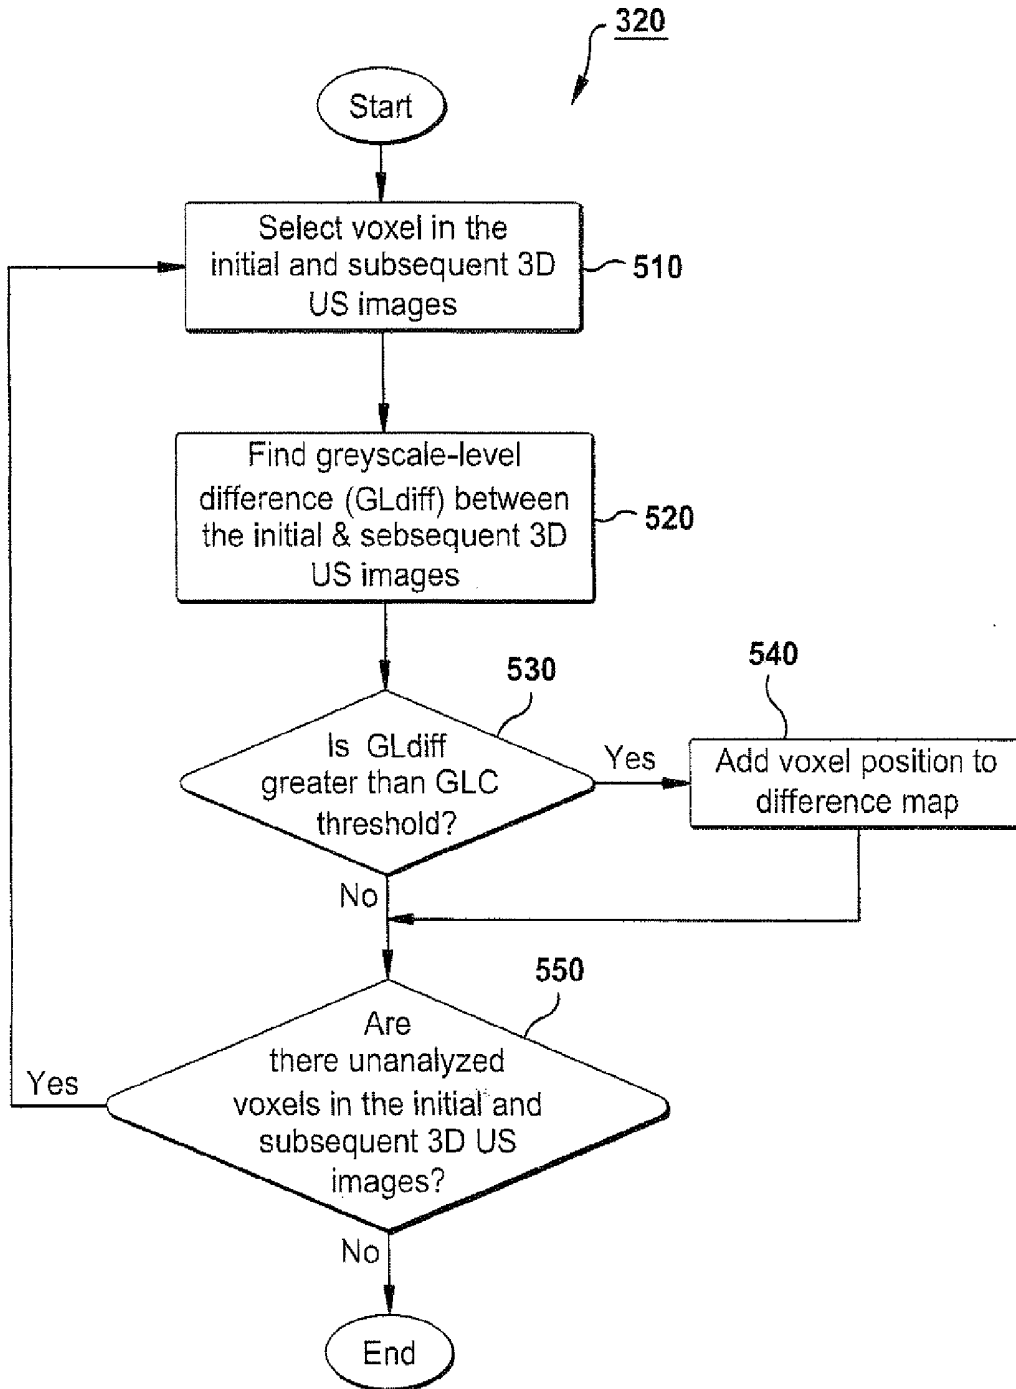 320
Start
Select voxel in the
initial and subsequent 3D
US images
510
Find greyscale-level
difference (GLdiff) between
the initial & sebsequent 3D
US images
520
530
Is GLdiff
greater than GLC
threshold?
Yes
540
Add voxel position to
difference map
No
550
Are
there unanalyzed
voxels in the initial and
subsequent 3D US
images?
Yes
No
End